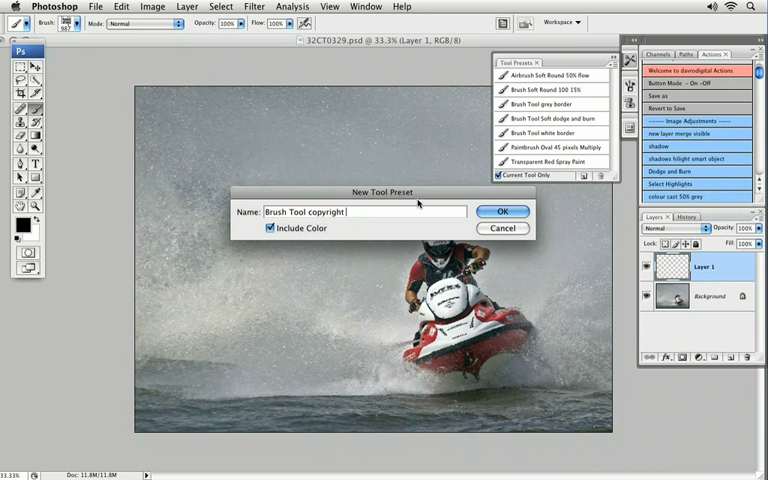 Photoshop File Edit Image Layer Select Filter Analysis View Window Help
Brush: 987 Mode: Normal Opacity: 100% Flow: 100% Workspace
32CT0329.psd @ 33.3% (Layer 1, RGB/8)
Ps
Tool Presets
Airbrush Soft Round 50% flow
Brush Soft Round 100 15%
Brush Tool grey border
Brush Tool Soft dodge and burn
Brush Tool white border
Paintbrush Oval 45 pixels Multiply
Transparent Red Spray Paint
Current Tool Only
Channels Paths Actions
Welcome to davrodigital Actions
Button Mode - On -Off
Save as
Revert to Save
----- Image Adjustments -----
new layer merge visible
shadow
shadows hilight smart object
Dodge and Burn
Select Highlights
colour cast 50% grey
New Tool Preset
Name: Brush Tool copyright
OK
Include Color
Cancel
Layers History
Normal Opacity: 100%
Lock: Fill: 100%
Layer 1
Background
33.33% Doc: 11.8M/11.8M